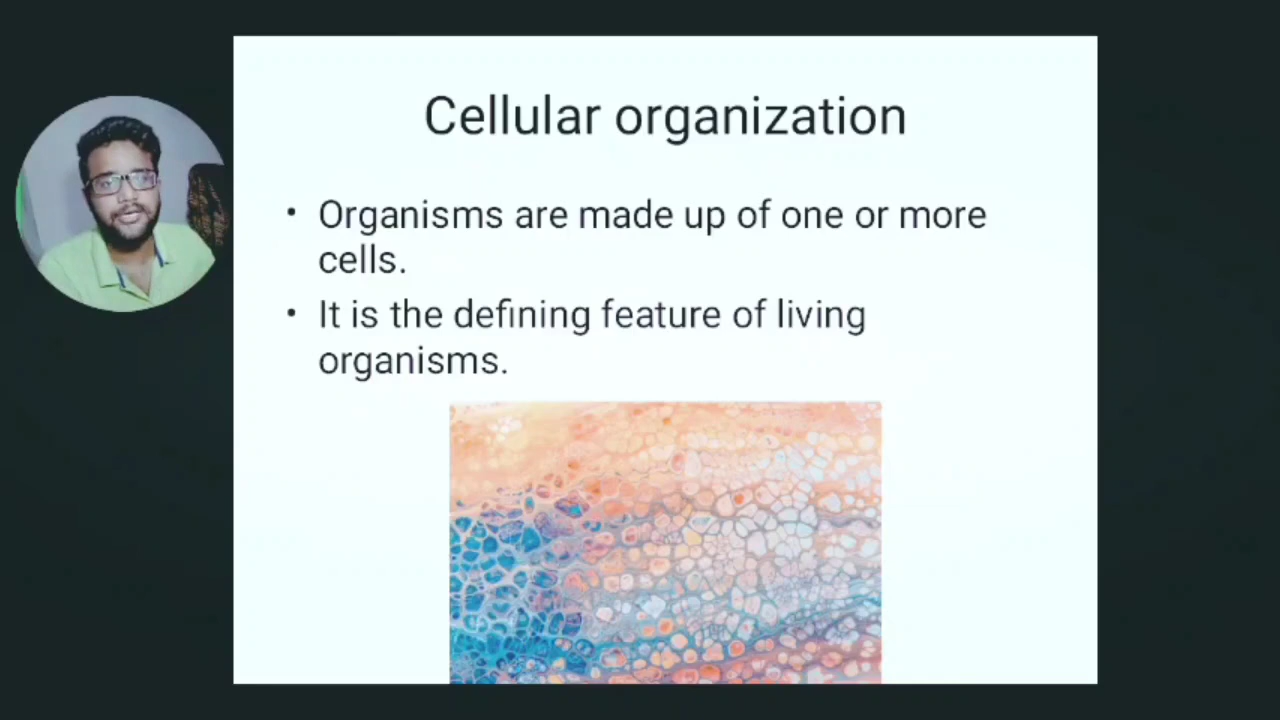 Cellular organization
• Organisms are made up of one or more
cells.
• It is the defining feature of living
organisms.